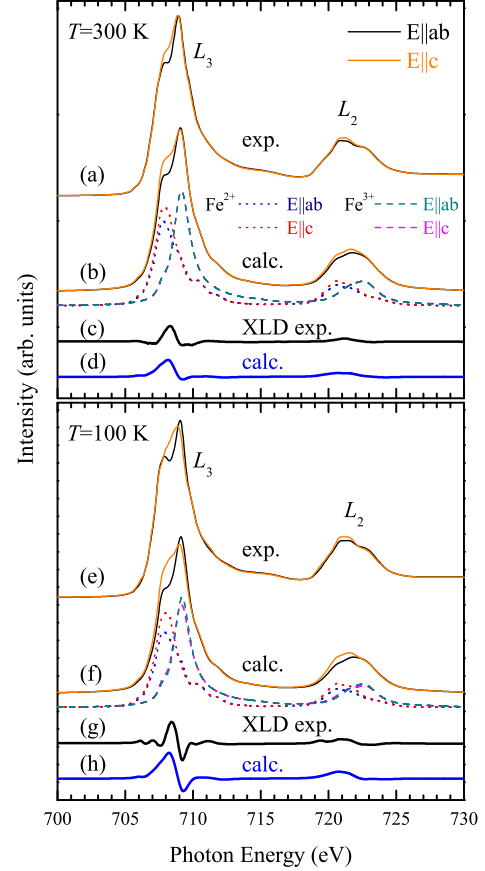 T=300 K
L3
E||ab
E||c
L2
exp.
(a)
Fe2+ E||ab Fe3+ E||ab
E||c E||c
(b)
calc.
(c)
XLD exp.
(d)
calc.
Intensity (arb. units)
T=100 K
L3
L2
exp.
(e)
calc.
(f)
(g)
XLD exp.
(h)
calc.
700 705 710 715 720 725 730
Photon Energy (eV)